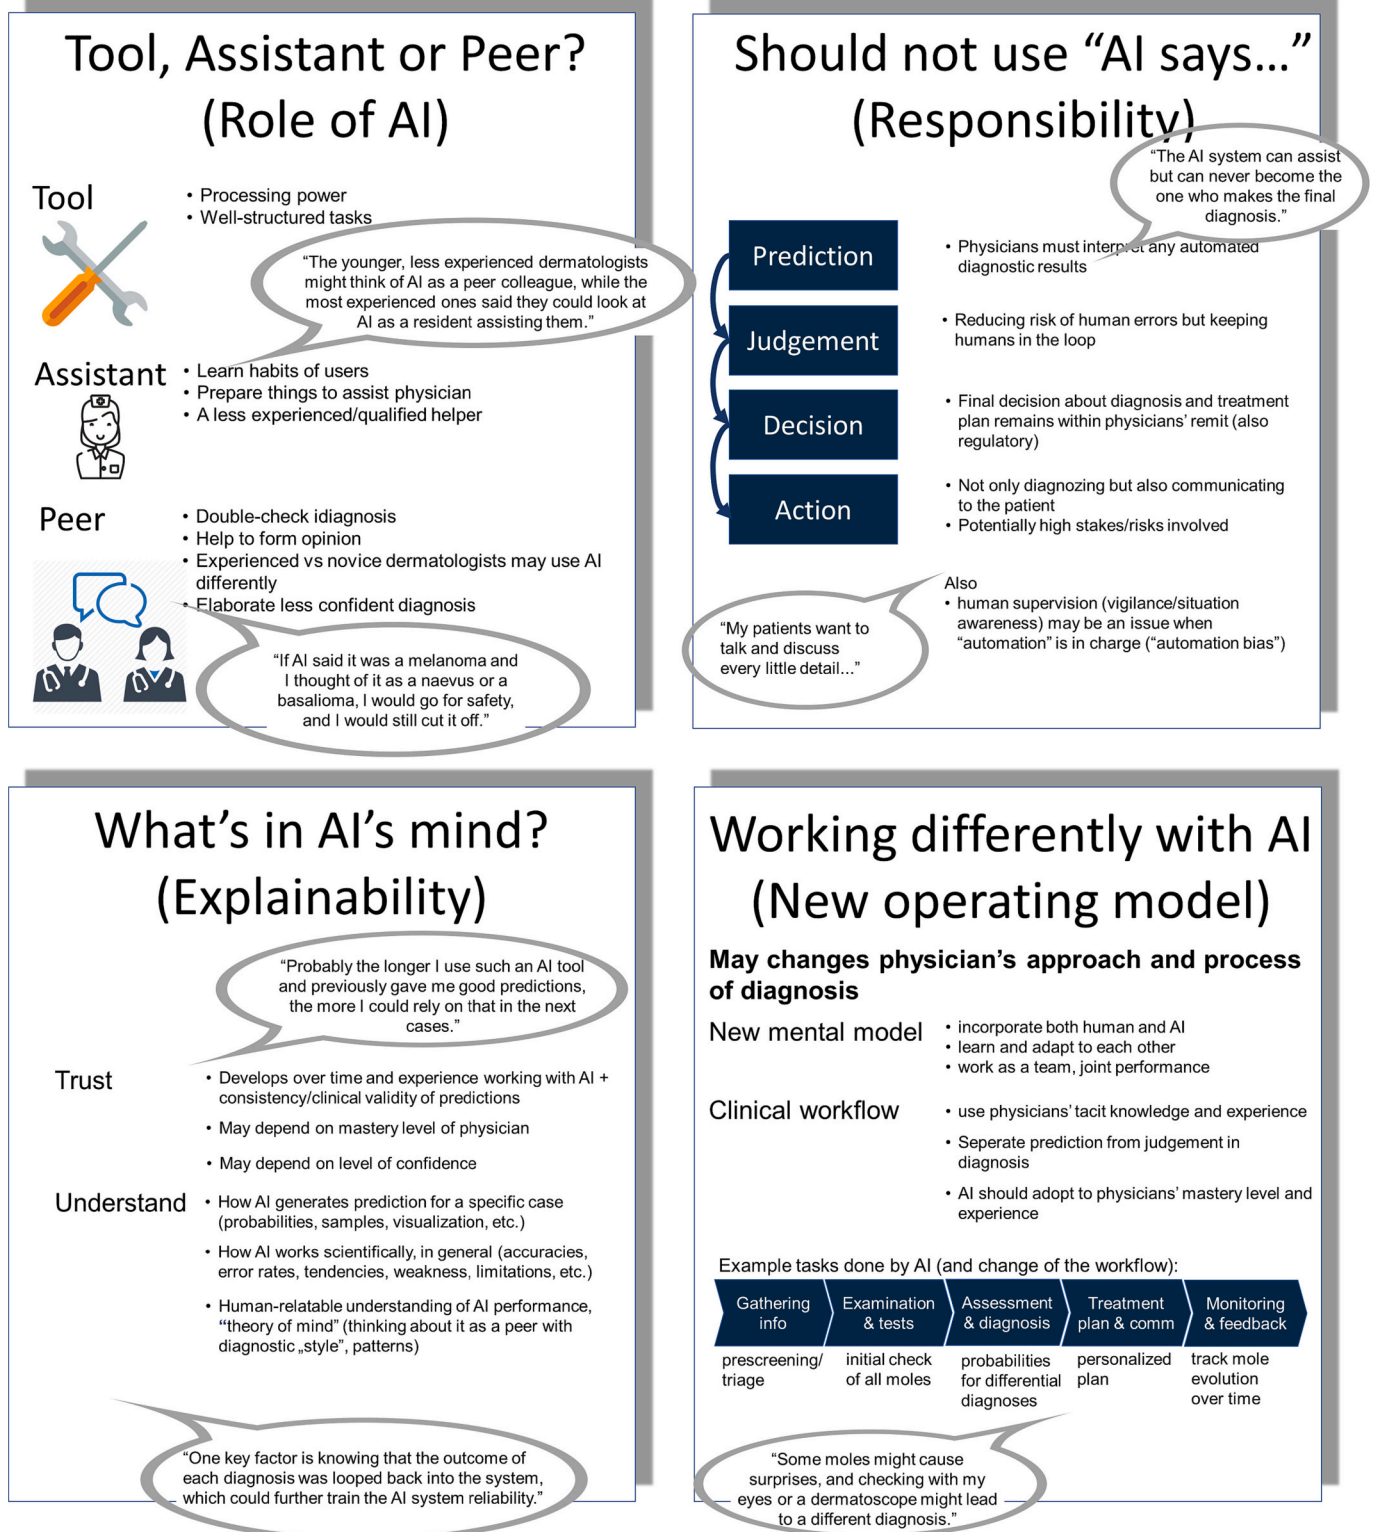 Tool, Assistant or Peer?
(Role of AI)
Tool
• Processing power
• Well-structured tasks
“The younger, less experienced dermatologists
might think of AI as a peer colleague, while the
most experienced ones said they could look at
AI as a resident assisting them.”
Assistant
• Learn habits of users
• Prepare things to assist physician
• A less experienced/qualified helper
Peer
• Double-check idiagnosis
• Help to form opinion
• Experienced vs novice dermatologists may use AI
differently
• Elaborate less confident diagnosis
“If AI said it was a melanoma and
I thought of it as a naevus or a
basalioma, I would go for safety,
and I would still cut it off.”
Should not use “AI says...”
(Responsibility)
“The AI system can assist
but can never become the
one who makes the final
diagnosis.”
Prediction
• Physicians must interpret any automated
diagnostic results
Judgement
• Reducing risk of human errors but keeping
humans in the loop
Decision
• Final decision about diagnosis and treatment
plan remains within physicians’ remit (also
regulatory)
Action
• Not only diagnozing but also communicating
to the patient
• Potentially high stakes/risks involved
Also
• human supervision (vigilance/situation
awareness) may be an issue when
“automation” is in charge (“automation bias”)
“My patients want to
talk and discuss
every little detail...”
What’s in AI’s mind?
(Explainability)
“Probably the longer I use such an AI tool
and previously gave me good predictions,
the more I could rely on that in the next
cases.”
Trust
• Develops over time and experience working with AI +
consistency/clinical validity of predictions
• May depend on mastery level of physician
• May depend on level of confidence
Understand
• How AI generates prediction for a specific case
(probabilities, samples, visualization, etc.)
• How AI works scientifically, in general (accuracies,
error rates, tendencies, weakness, limitations, etc.)
• Human-relatable understanding of AI performance,
“theory of mind” (thinking about it as a peer with
diagnostic „style”, patterns)
“One key factor is knowing that the outcome of
each diagnosis was looped back into the system,
which could further train the AI system reliability.”
Working differently with AI
(New operating model)
May changes physician’s approach and process
of diagnosis
New mental model
• incorporate both human and AI
• learn and adapt to each other
• work as a team, joint performance
Clinical workflow
• use physicians’ tacit knowledge and experience
• Seperate prediction from judgement in
diagnosis
• AI should adopt to physicians’ mastery level and
experience
Example tasks done by AI (and change of the workflow):
Gathering
info
Examination
& tests
Assessment
& diagnosis
Treatment
plan & comm
Monitoring
& feedback
prescreening/
triage
initial check
of all moles
probabilities
for differential
diagnoses
personalized
plan
track mole
evolution
over time
“Some moles might cause
surprises, and checking with my
eyes or a dermatoscope might lead
to a different diagnosis.”